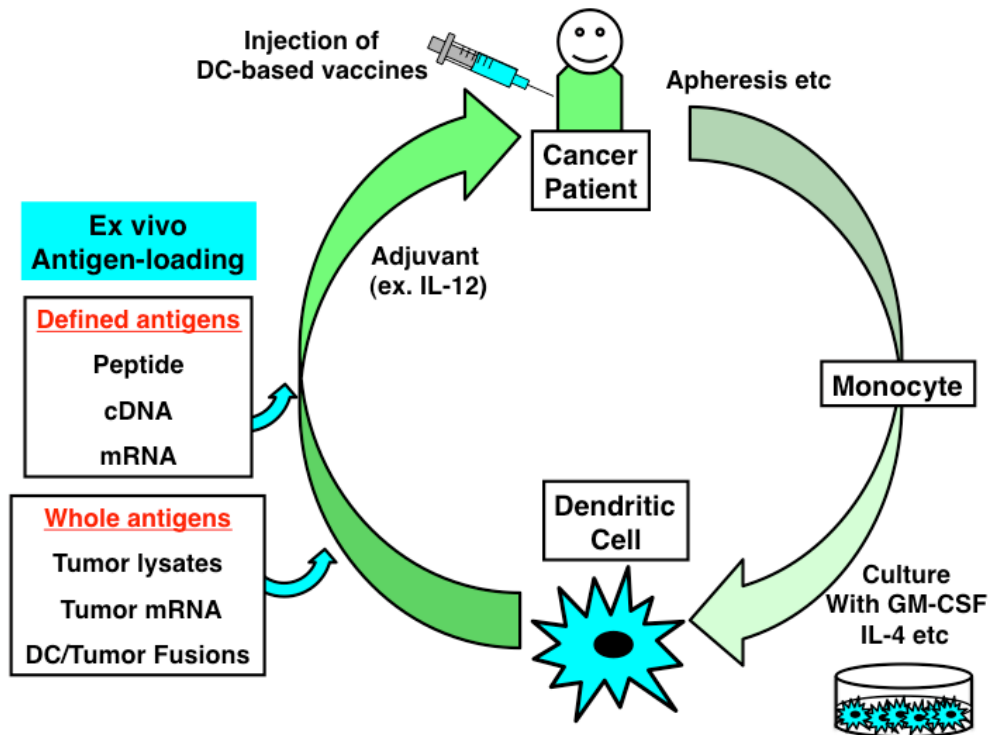 Injection of
DC-based vaccines
Apheresis etc
Cancer
Patient
Ex vivo
Antigen-loading
Adjuvant
(ex. IL-12)
Defined antigens
Peptide
cDNA
mRNA
Monocyte
Whole antigens
Tumor lysates
Tumor mRNA
DC/Tumor Fusions
Dendritic
Cell
Culture
With GM-CSF
IL-4 etc